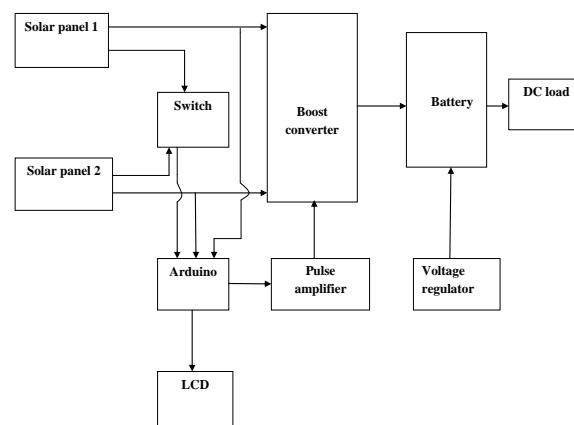 Solar panel 1
Switch
Solar panel 2
Boost
converter
Battery
DC load
Arduino
Pulse
amplifier
Voltage
regulator
LCD